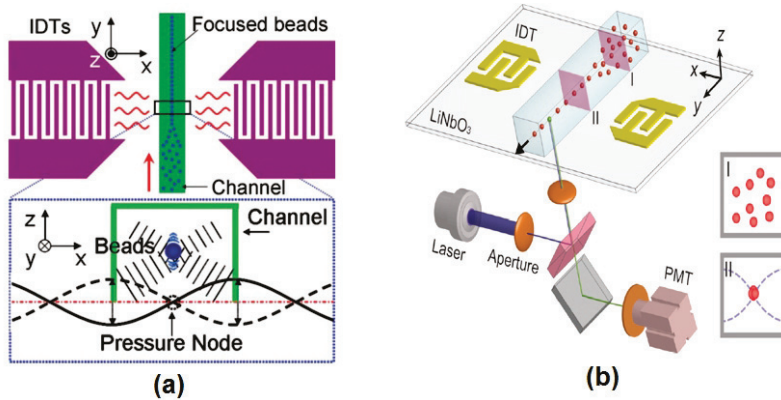 IDTs
y
z
x
Focused beads
Channel
z
y
x
Beads
Channel
Pressure Node
(a)
IDT
I
II
LiNbO₃
z
x
y
Laser
Aperture
PMT
I
II
(b)